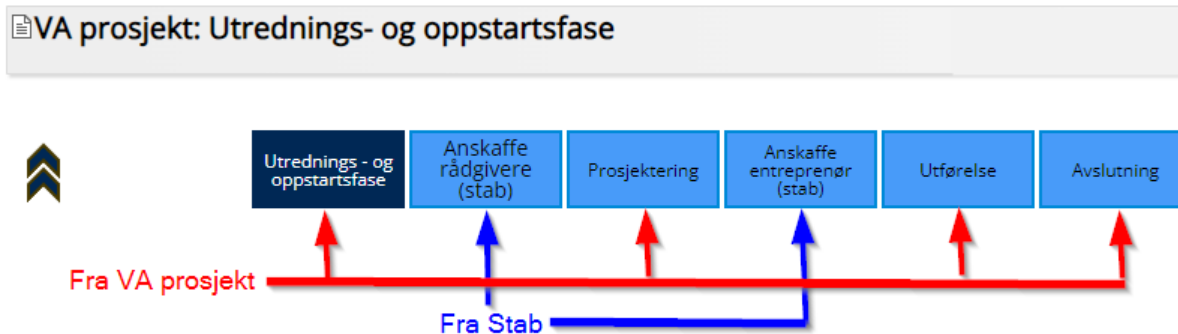 VA prosjekt: Utrednings- og oppstartsfase
Utrednings - og
oppstartsfase
Anskaffe
rådgivere
(stab)
Prosjektering
Anskaffe
entreprenør
(stab)
Utførelse
Avslutning
Fra VA prosjekt
Fra Stab